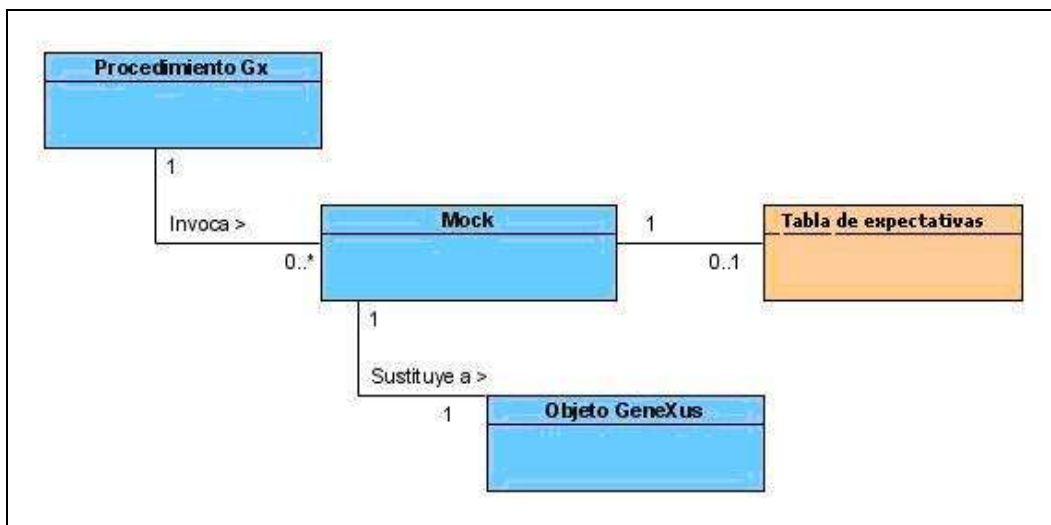 Procedimiento Gx
1
Invoca >
0..*
Mock
1
0..1
Tabla de expectativas
1
Sustituye a >
1
Objeto GeneXus